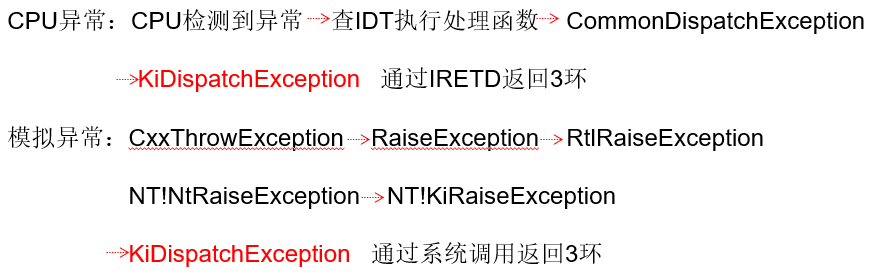 CPU异常：CPU检测到异常 → 查IDT执行处理函数 → CommonDispatchException
→ KiDispatchException 通过IRETD返回3环
模拟异常：CxxThrowException → RaiseException → RtlRaiseException
NT!NtRaiseException → NT!KiRaiseException
→ KiDispatchException 通过系统调用返回3环